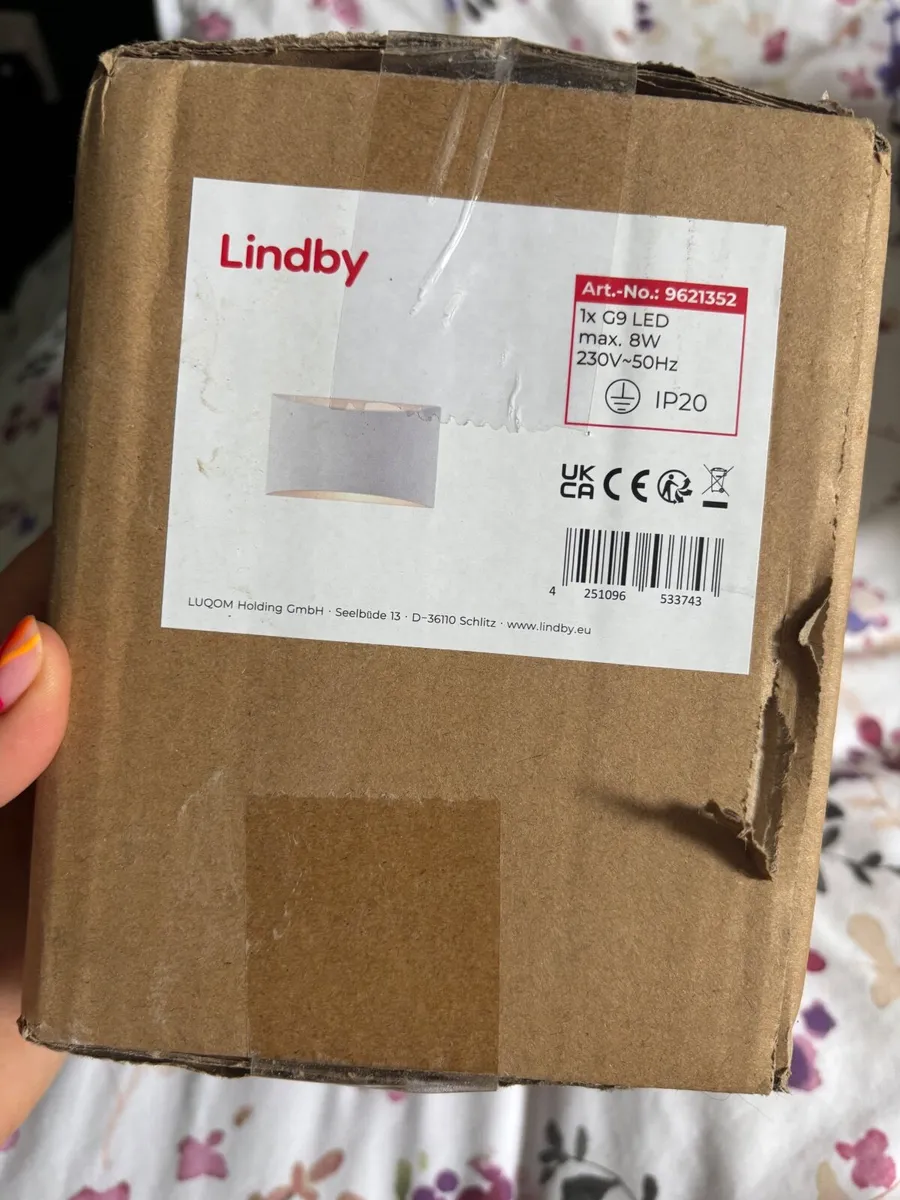 Lindby
Art.-No.: 9621352
1x G9 LED
max. 8W
230V~50Hz
IP20
UK
CA CE
4 251096 533743
LUQOM Holding GmbH · Seelbüde 13 · D-36110 Schlitz · www.lindby.eu